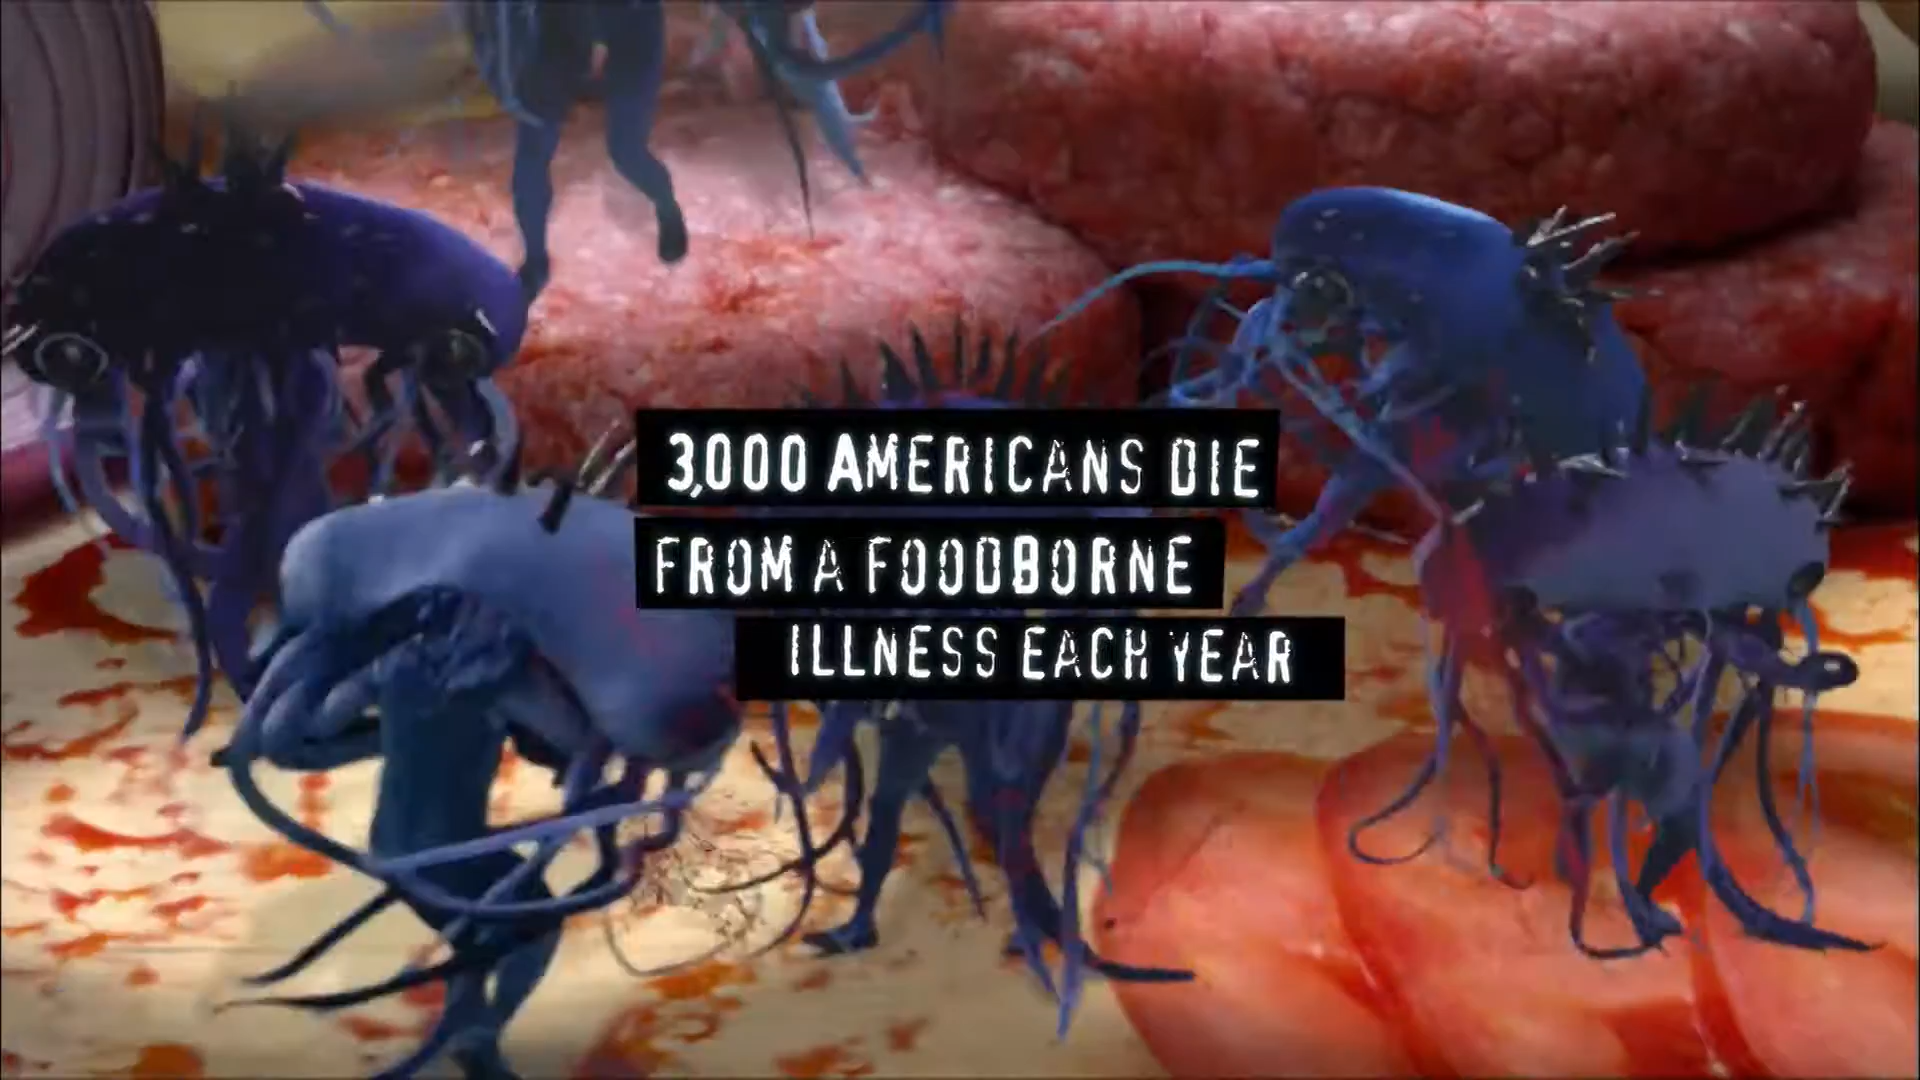 3,000 AMERICANS DIE
FROM A FOODBORNE
ILLNESS EACH YEAR